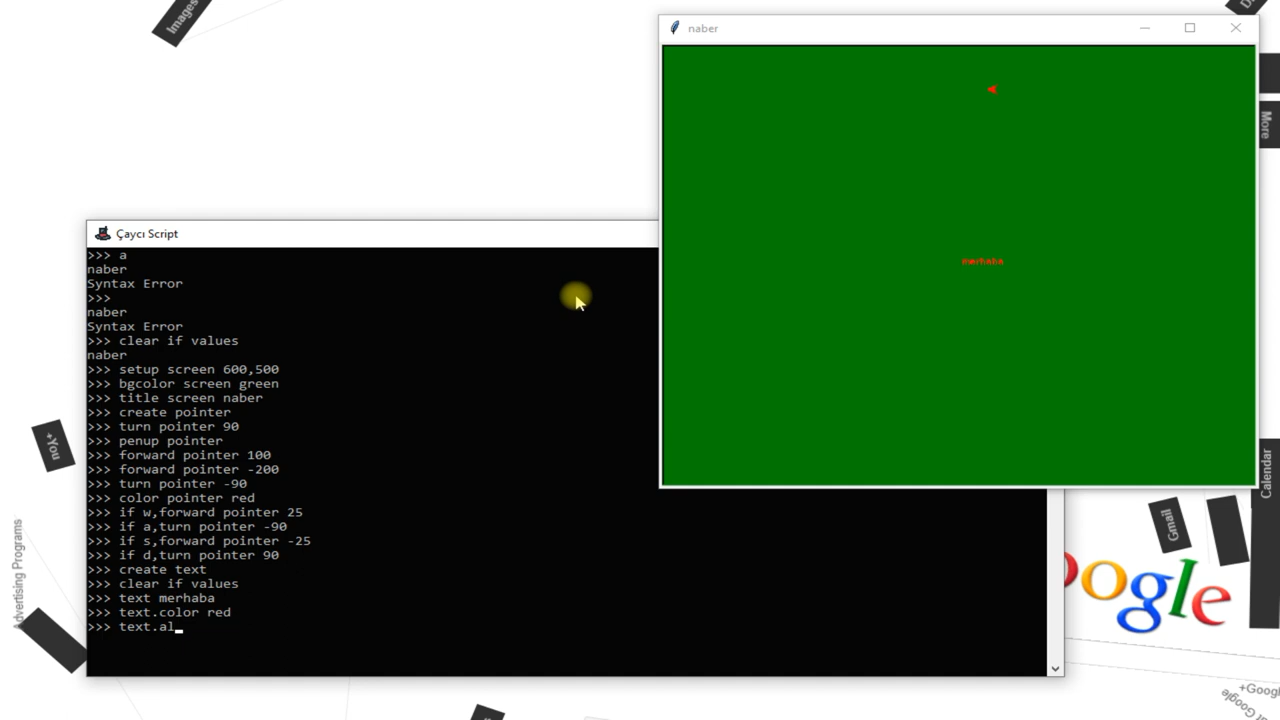 Images
naber
More
merhaba
Çaycı Script
>>> a
naber
Syntax Error
>>>
naber
Syntax Error
>>> clear if values
naber
>>> setup screen 600,500
>>> bgcolor screen green
>>> title screen naber
>>> create pointer
>>> turn pointer 90
>>> penup pointer
>>> forward pointer 100
>>> forward pointer -200
>>> turn pointer -90
>>> color pointer red
>>> if w,forward pointer 25
>>> if a,turn pointer -90
>>> if s,forward pointer -25
>>> if d,turn pointer 90
>>> create text
>>> clear if values
>>> text merhaba
>>> text.color red
>>> text.al
+You
Calendar
Gmail
Advertising Programs
oogle
+Googl
Google